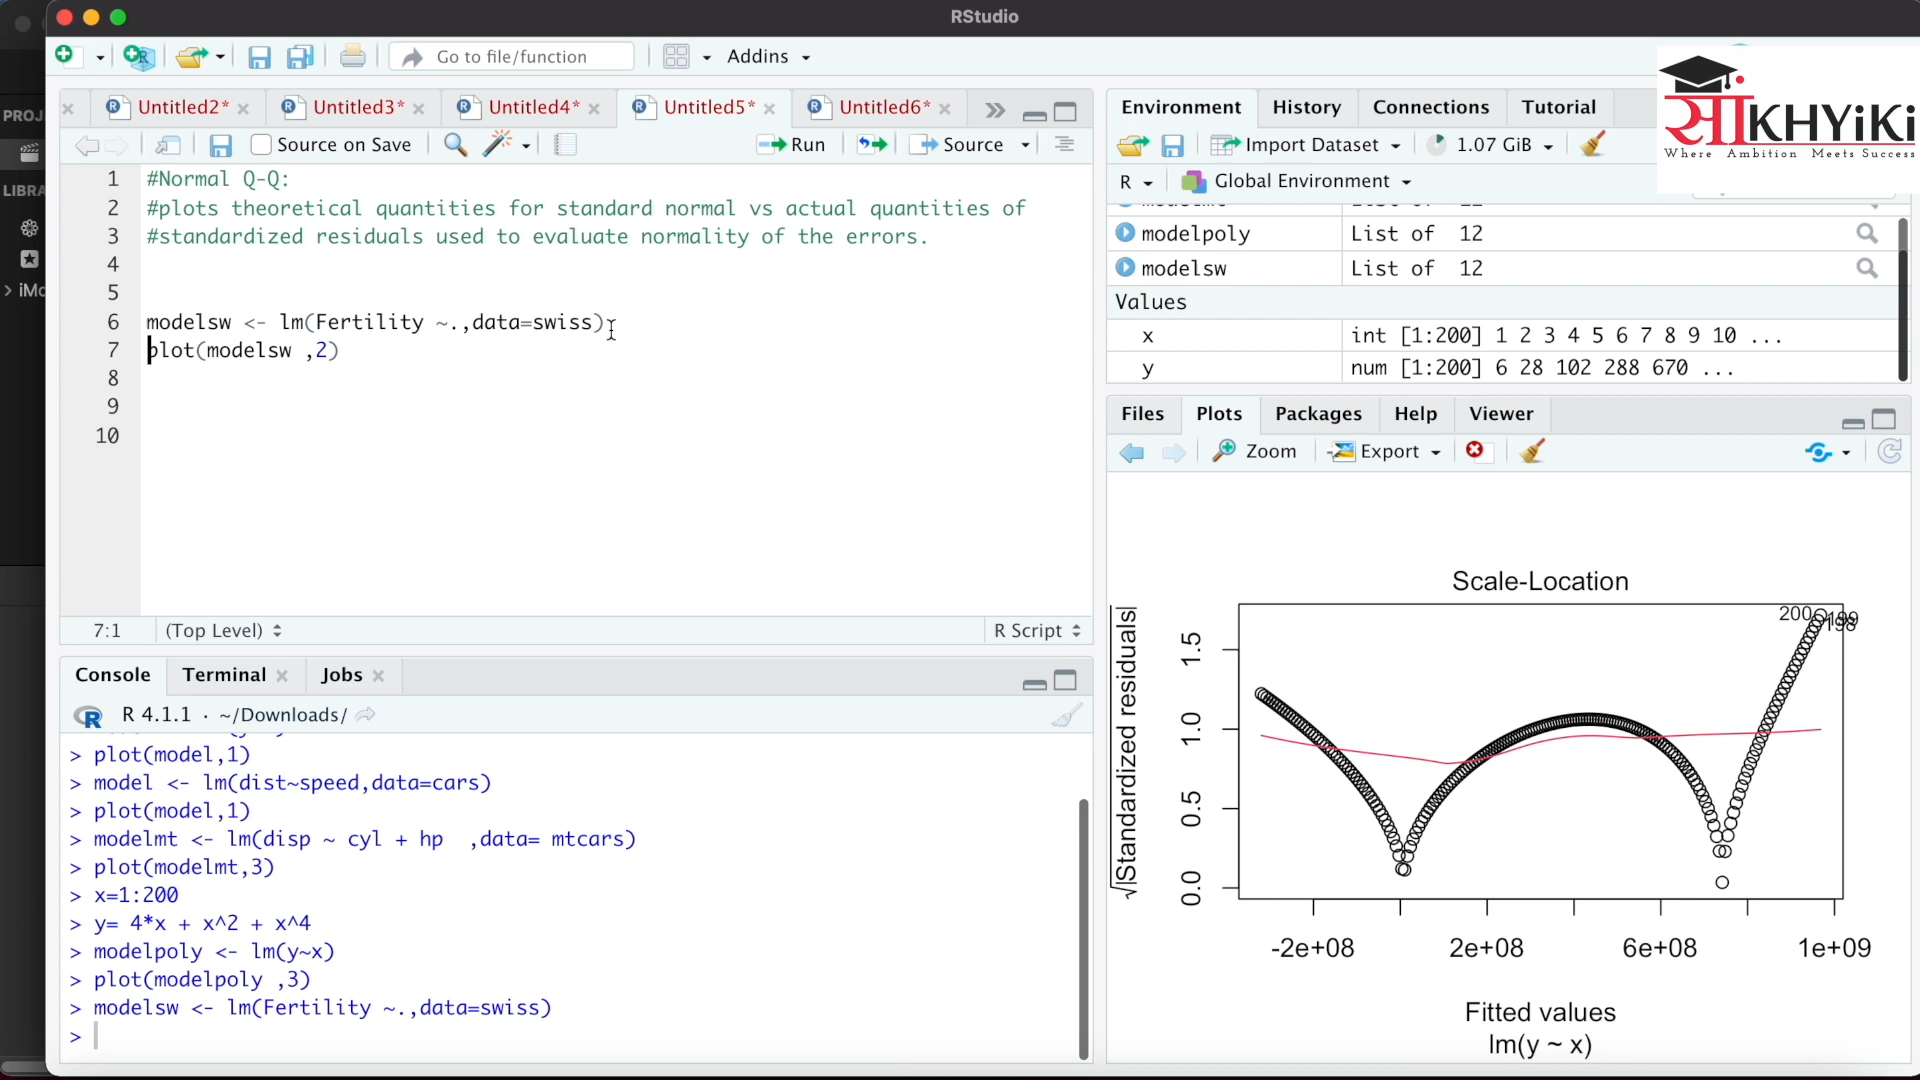 RStudio
Go to file/function
Addins
साँKHYiKi
Where Ambition Meets Success
PROJ
LIBRA
iMo
Untitled2*
Untitled3*
Untitled4*
Untitled5*
Untitled6*
Source on Save
Run
Source
1 #Normal Q-Q:
2 #plots theoretical quantities for standard normal vs actual quantities of
3 #standardized residuals used to evaluate normality of the errors.
4
5
6 modelsw <- lm(Fertility ~.,data=swiss)
7 plot(modelsw ,2)
8
9
10
7:1
(Top Level)
R Script
Console
Terminal
Jobs
R 4.1.1 · ~/Downloads/
> plot(model,1)
> model <- lm(dist~speed,data=cars)
> plot(model,1)
> modelmt <- lm(disp ~ cyl + hp  ,data= mtcars)
> plot(modelmt,3)
> x=1:200
> y= 4*x + x^2 + x^4
> modelpoly <- lm(y~x)
> plot(modelpoly ,3)
> modelsw <- lm(Fertility ~.,data=swiss)
>
Environment
History
Connections
Tutorial
Import Dataset
1.07 GiB
R
Global Environment
modelpoly List of 12
modelsw List of 12
Values
x int [1:200] 1 2 3 4 5 6 7 8 9 10 ...
y num [1:200] 6 28 102 288 670 ...
Files
Plots
Packages
Help
Viewer
Zoom
Export
Scale-Location
√|Standardized residuals|
1.5
1.0
0.5
0.0
200
199
198
-2e+08
2e+08
6e+08
1e+09
Fitted values
lm(y ~ x)